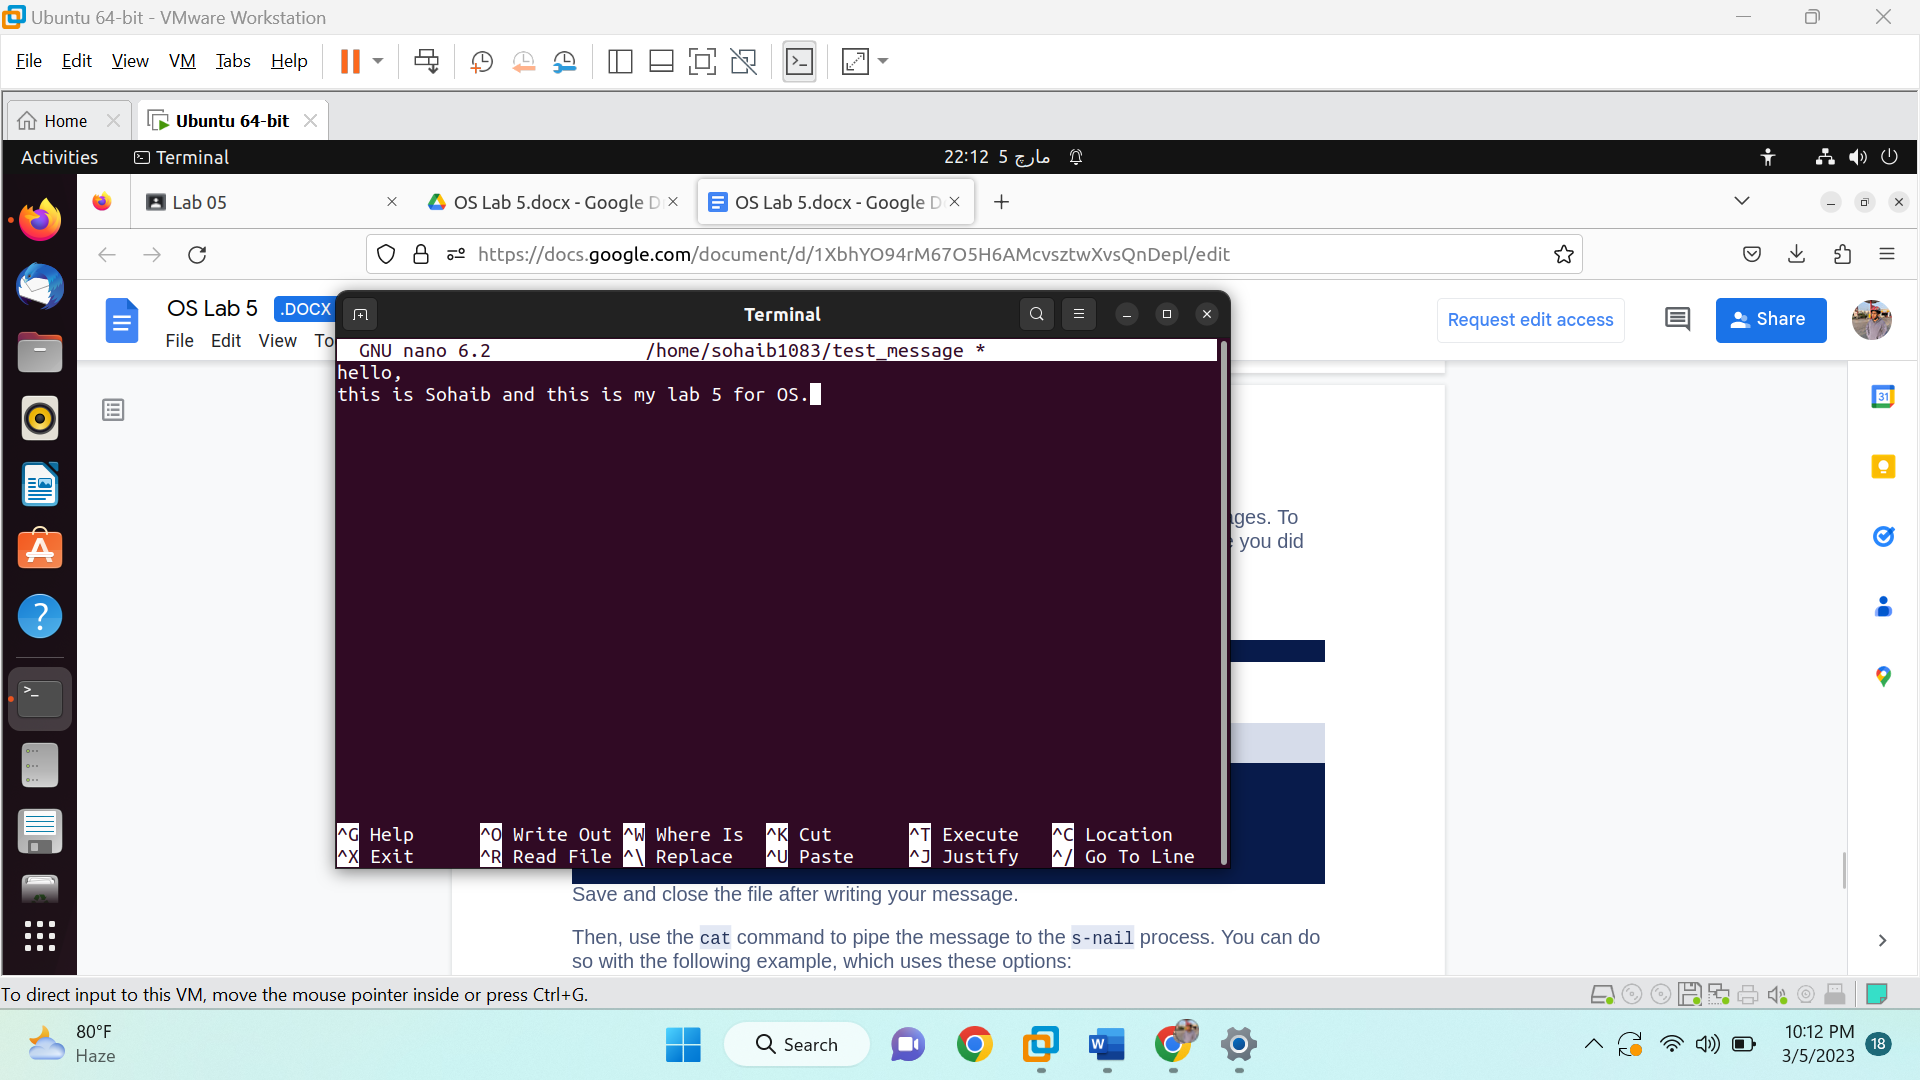 Ubuntu 64-bit - VMware Workstation
File Edit View VM Tabs Help
Home
Ubuntu 64-bit
Activities
Terminal
22:12 5 مارچ
Lab 05
OS Lab 5.docx - Google D
OS Lab 5.docx - Google D
https://docs.google.com/document/d/1XbhYO94rM67O5H6AMcvsztwXvsQnDepl/edit
OS Lab 5 .DOCX
File Edit View To
Request edit access
Share
Terminal
GNU nano 6.2 /home/sohaib1083/test_message *
hello,
this is Sohaib and this is my lab 5 for OS.
ges. To
you did
^G Help ^O Write Out ^W Where Is ^K Cut ^T Execute ^C Location
^X Exit ^R Read File ^\ Replace ^U Paste ^J Justify ^/ Go To Line
Save and close the file after writing your message.
Then, use the cat command to pipe the message to the s-nail process. You can do
so with the following example, which uses these options:
31
To direct input to this VM, move the mouse pointer inside or press Ctrl+G.
80°F
Haze
Search
W
10:12 PM
3/5/2023
18